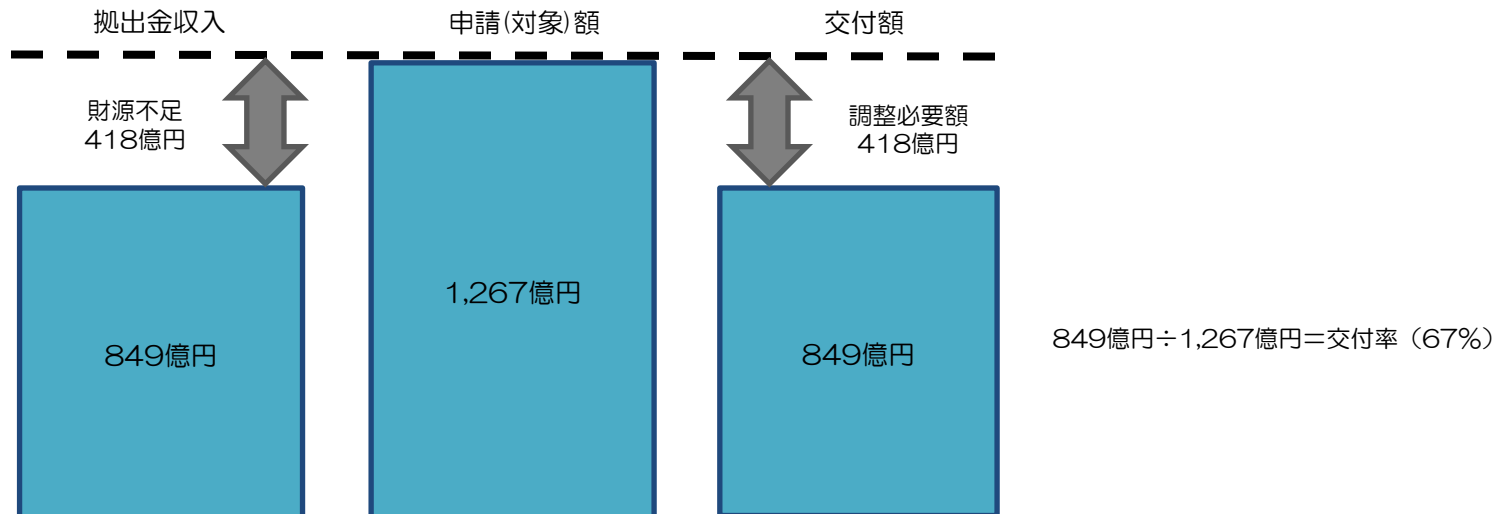 拠出金収入
申請(対象)額
交付額
財源不足
418億円
調整必要額
418億円
849億円
1,267億円
849億円
849億円÷1,267億円＝交付率（67%）